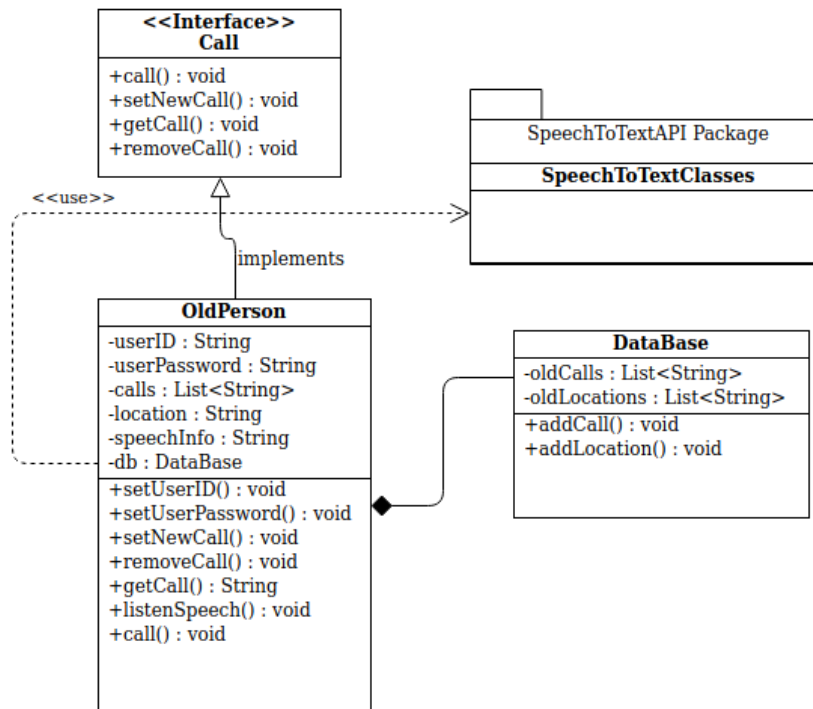 <<Interface>>
Call
+call() : void
+setNewCall() : void
+getCall() : void
+removeCall() : void
SpeechToTextAPI Package
SpeechToTextClasses
<<use>>
implements
OldPerson
-userID : String
-userPassword : String
-calls : List<String>
-location : String
-speechInfo : String
-db : DataBase
+setUserID() : void
+setUserPassword() : void
+setNewCall() : void
+removeCall() : void
+getCall() : String
+listenSpeech() : void
+call() : void
DataBase
-oldCalls : List<String>
-oldLocations : List<String>
+addCall() : void
+addLocation() : void